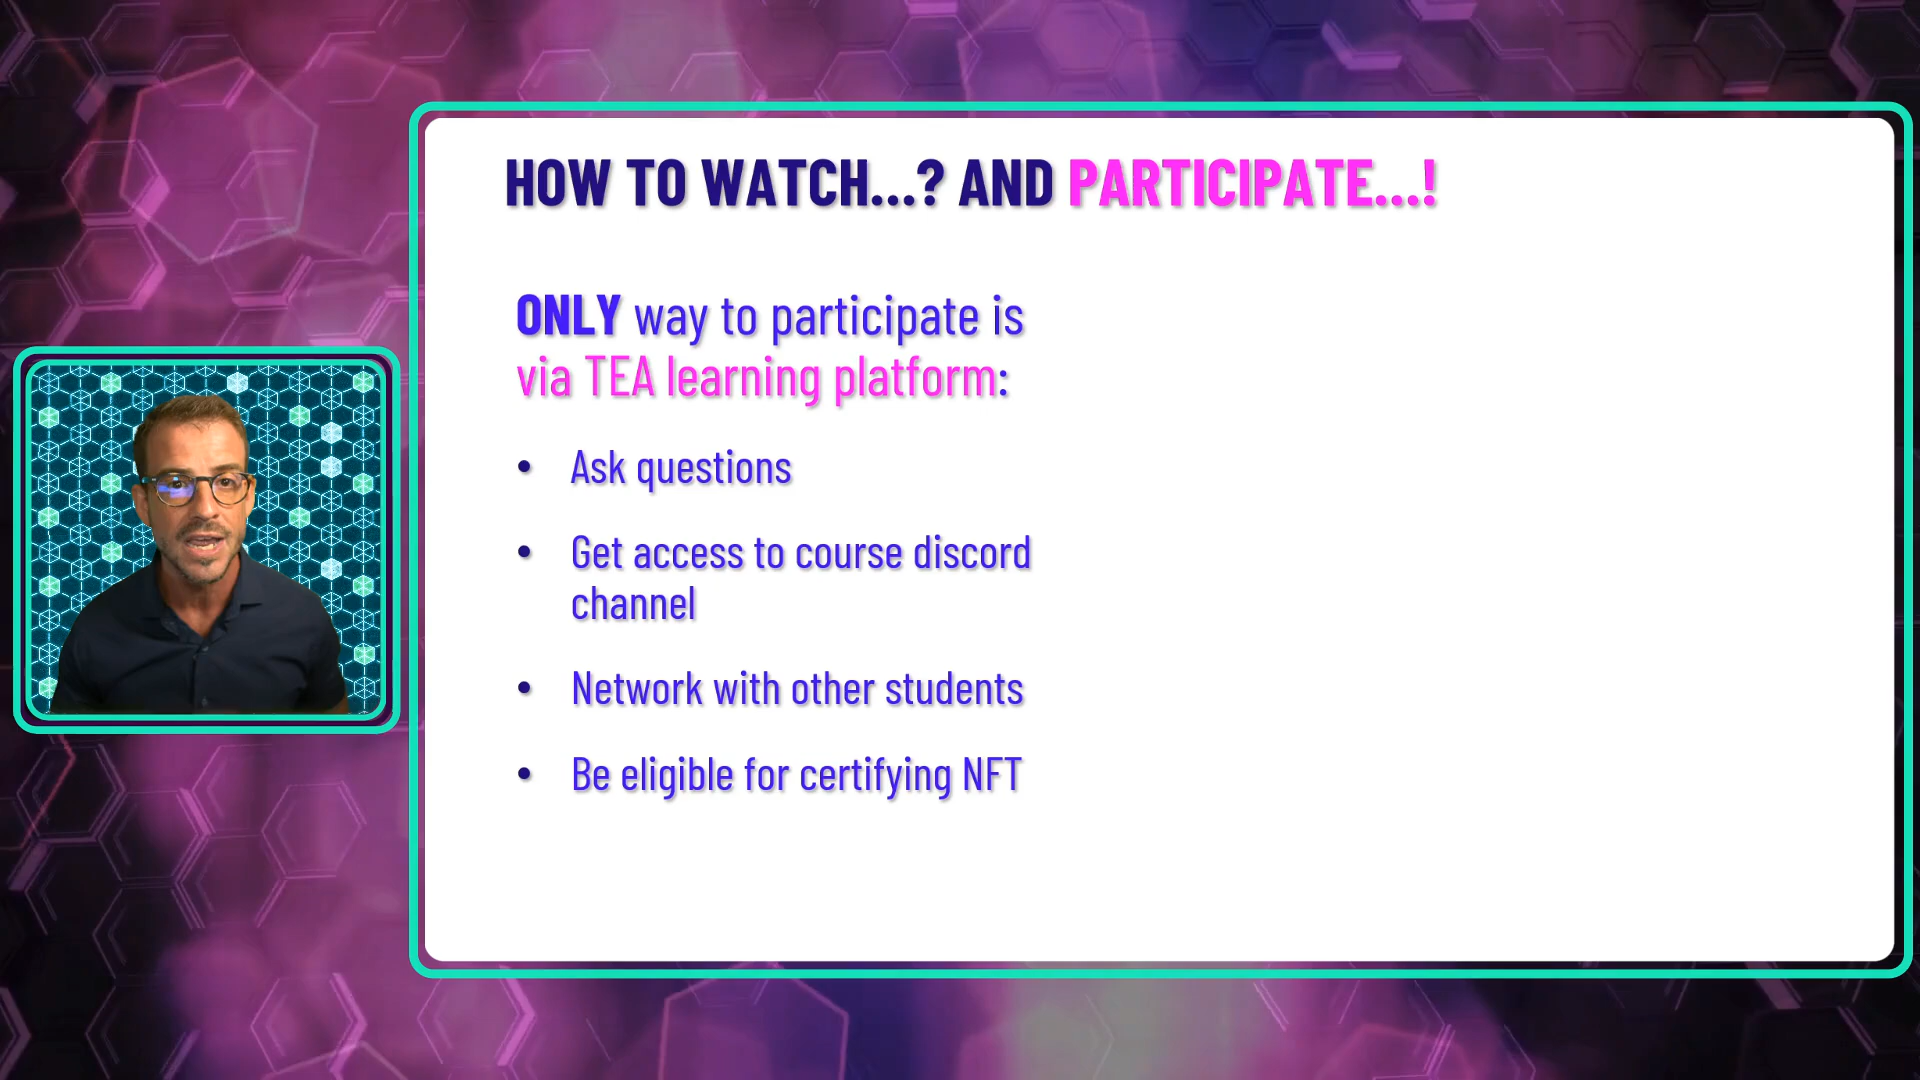 HOW TO WATCH...? AND PARTICIPATE...!
ONLY way to participate is
via TEA learning platform:
• Ask questions
• Get access to course discord
channel
• Network with other students
• Be eligible for certifying NFT